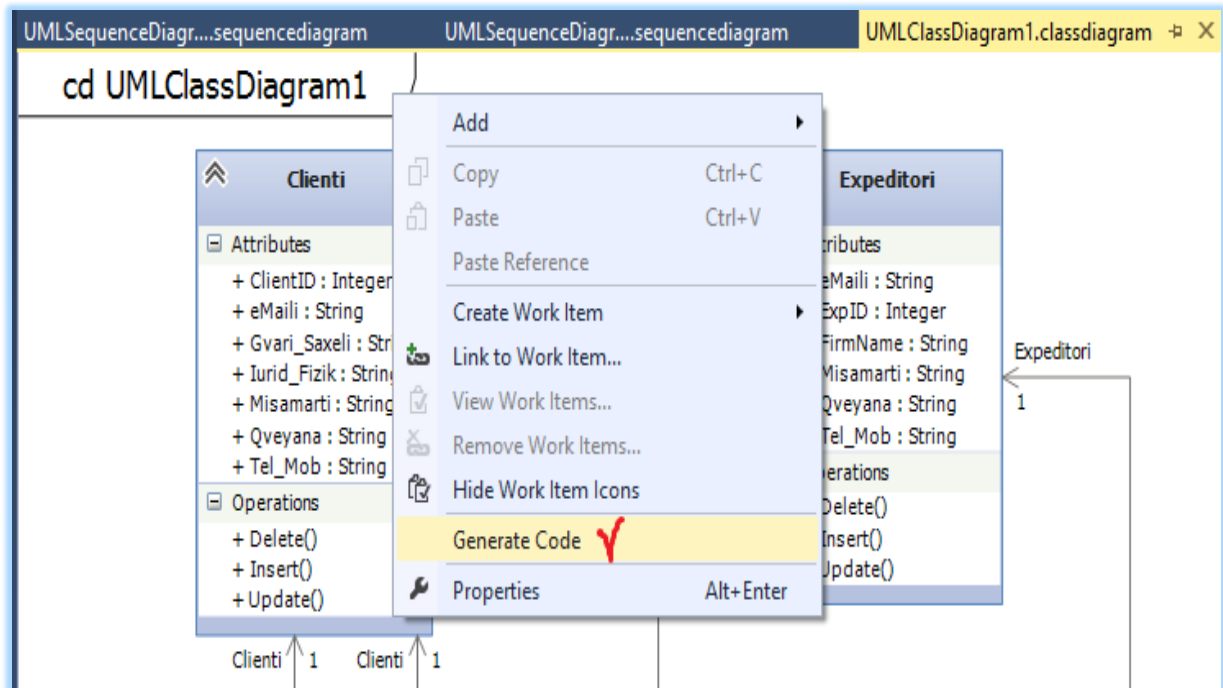 UMLSequenceDiagr....sequencediagram
UMLSequenceDiagr....sequencediagram
UMLClassDiagram1.classdiagram
cd UMLClassDiagram1
Clienti
Attributes
+ ClientID : Integer
+ eMaili : String
+ Gvari_Saxeli : Str
+ Iurid_Fizik : String
+ Misamarti : String
+ Qveyana : String
+ Tel_Mob : String
Operations
+ Delete()
+ Insert()
+ Update()
Clienti 1
Clienti 1
Add
Copy Ctrl+C
Paste Ctrl+V
Paste Reference
Create Work Item
Link to Work Item...
View Work Items...
Remove Work Items...
Hide Work Item Icons
Generate Code
Properties Alt+Enter
Expeditori
tributes
eMaili : String
ExpID : Integer
FirmName : String
Misamarti : String
Qveyana : String
Tel_Mob : String
erations
Delete()
Insert()
Update()
Expeditori
1